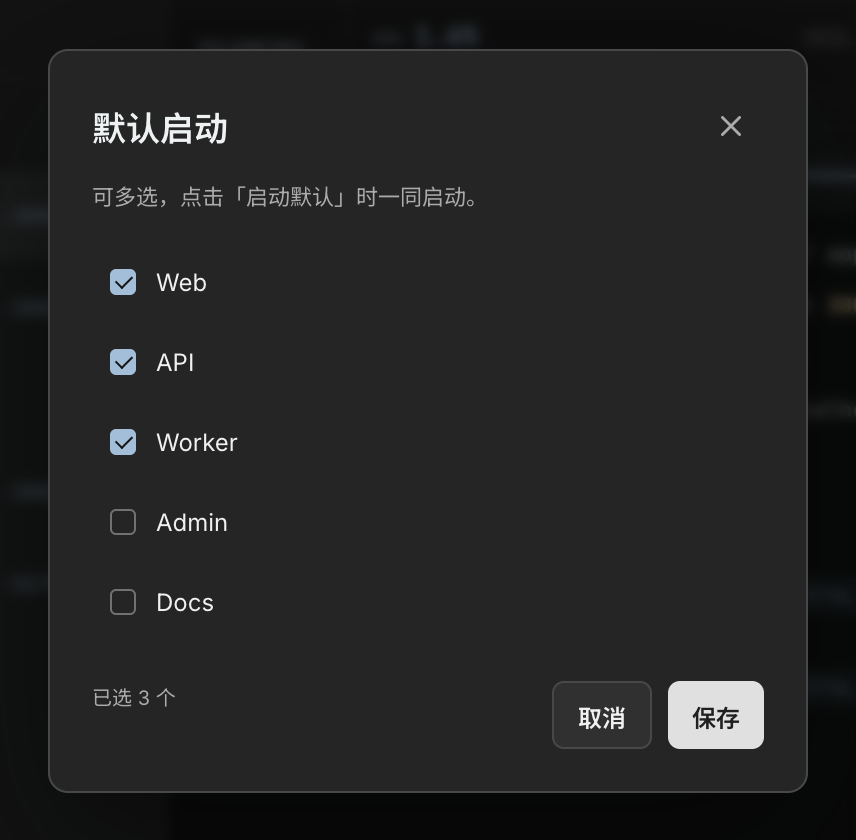 默认启动
可多选，点击「启动默认」时一同启动。
Web
API
Worker
Admin
Docs
已选 3 个
取消
保存